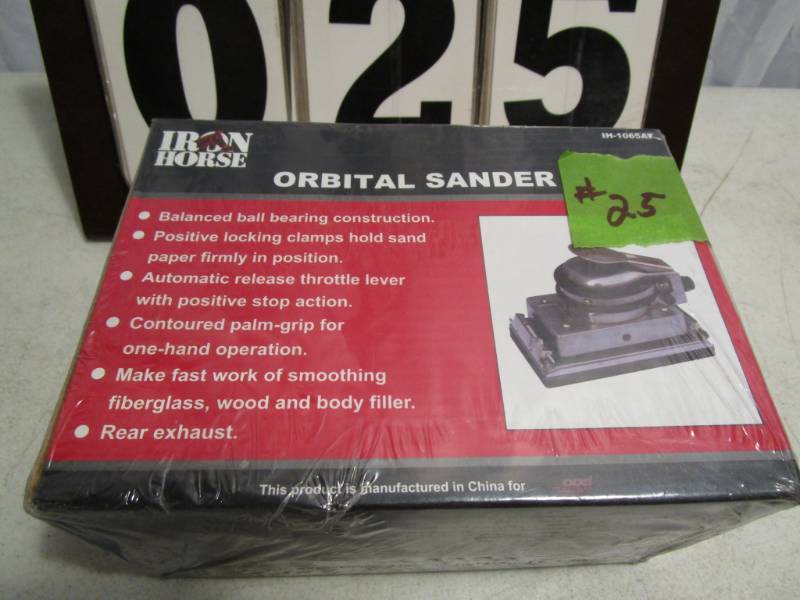 025
IRON
HORSE
ORBITAL SANDER
# 25
Balanced ball bearing construction.
Positive locking clamps hold sand
paper firmly in position.
Automatic release throttle lever
with positive stop action.
Contoured palm-grip for
one-hand operation.
Make fast work of smoothing
fiberglass, wood and body filler.
Rear exhaust.
This product is manufactured in China for